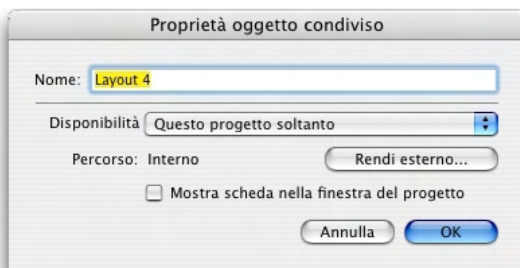 Proprietà oggetto condiviso
Nome: Layout 4
Disponibilità Questo progetto soltanto
Percorso: Interno Rendi esterno...
Mostra scheda nella finestra del progetto
Annulla OK